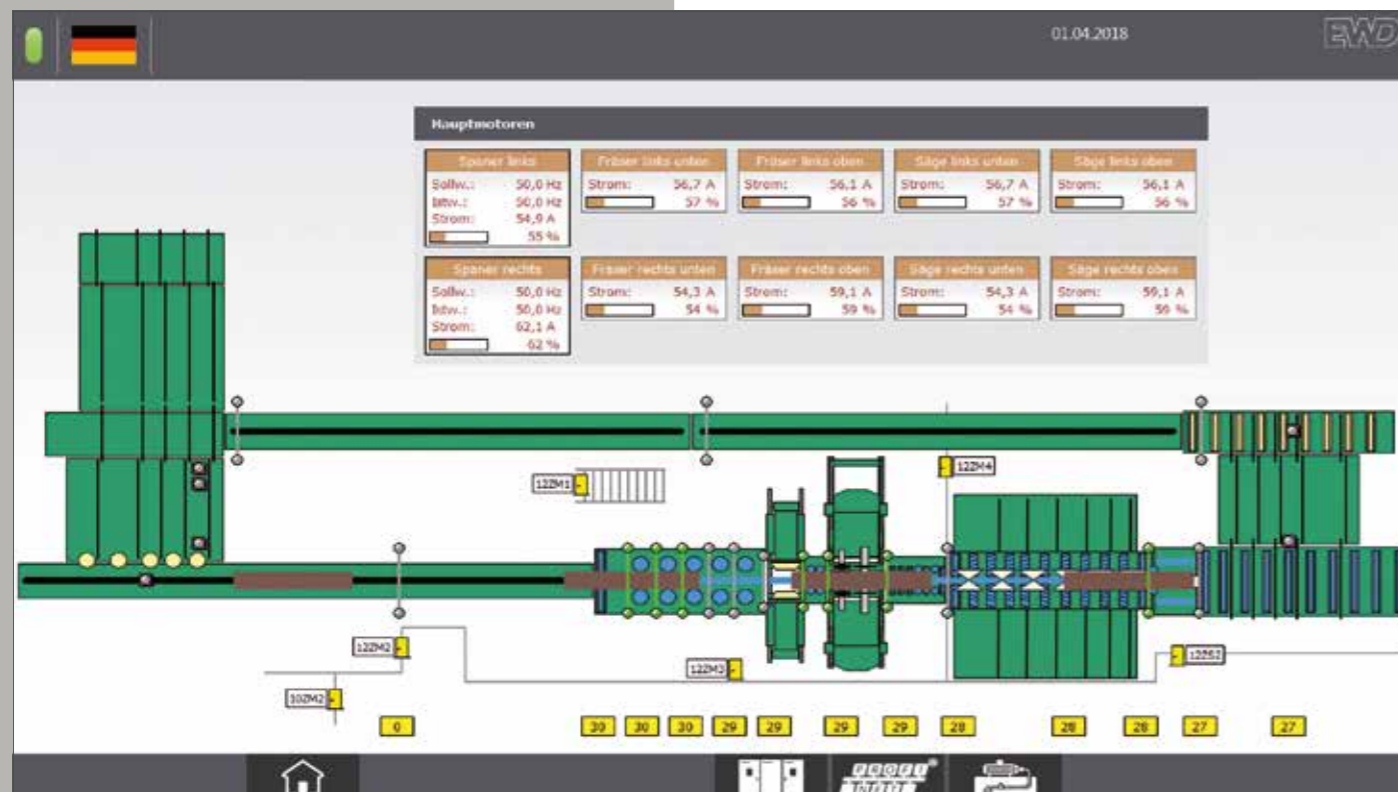 01.04.2018
EWD
Hauptmotoren
Spaner links
Fräser links unten
Fräser links oben
Säge links unten
Säge links oben
Sollw.: 50,0 Hz
Istw.: 50,0 Hz
Strom: 54,9 A
55 %
Strom: 56,7 A
57 %
Strom: 56,1 A
56 %
Strom: 56,7 A
57 %
Strom: 56,1 A
56 %
Spaner rechts
Fräser rechts unten
Fräser rechts oben
Säge rechts unten
Säge rechts oben
Sollw.: 50,0 Hz
Istw.: 50,0 Hz
Strom: 62,1 A
62 %
Strom: 54,3 A
54 %
Strom: 59,1 A
59 %
Strom: 54,3 A
54 %
Strom: 59,1 A
59 %
12ZM4
12ZM1
12ZM2
12ZS2
12ZM3
10ZM2
0 30 30 30 29 29 29 29 28 28 28 27 27
PROFI
NET